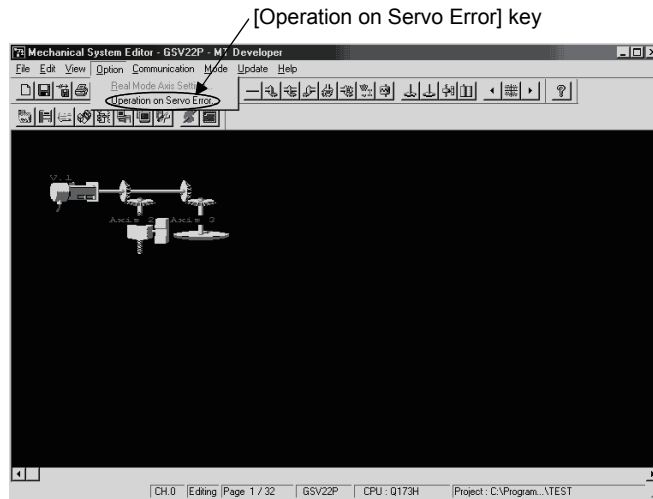 [Operation on Servo Error] key
Mechanical System Editor - GSV22P - MT Developer
File Edit View Option Communication Mode Update Help
Real Mode Axis Setting...
Operation on Servo Error...
V.1
Axis 2 Axis 3
CH.0 Editing Page 1 / 32 GSV22P CPU : Q173H Project : C:\Program...\TEST